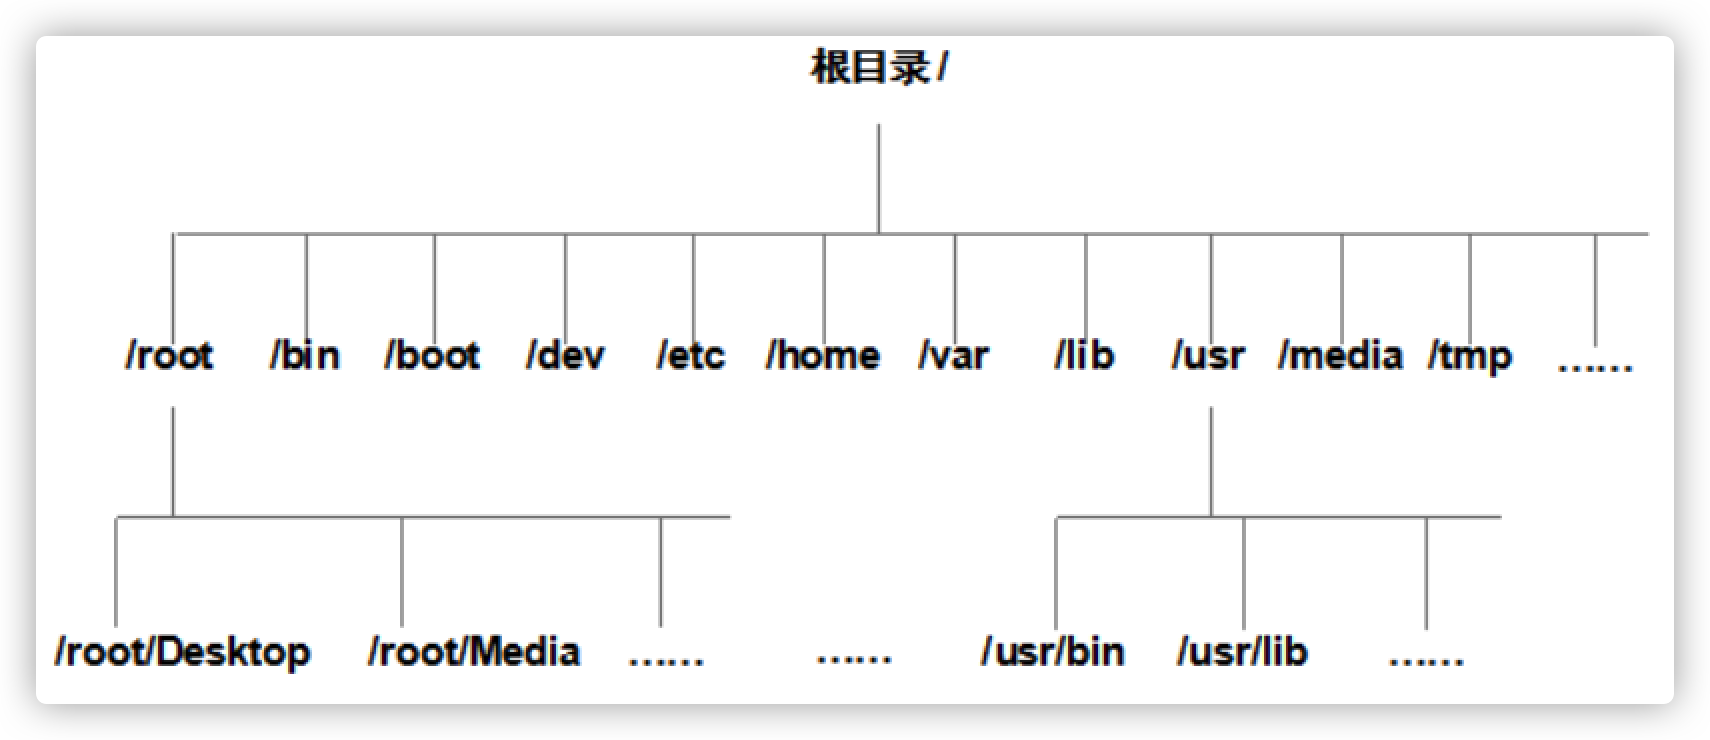 根目录 /
/root /bin /boot /dev /etc /home /var /lib /usr /media /tmp ……
/root/Desktop /root/Media …… …… /usr/bin /usr/lib ……